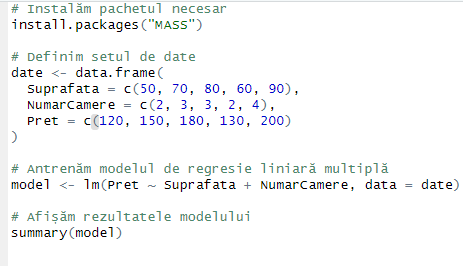 # Instalăm pachetul necesar
install.packages("MASS")
# Definim setul de date
date <- data.frame(
  Suprafata = c(50, 70, 80, 60, 90),
  NumarCamere = c(2, 3, 3, 2, 4),
  Pret = c(120, 150, 180, 130, 200)
)
# Antrenăm modelul de regresie liniară multiplă
model <- lm(Pret ~ Suprafata + NumarCamere, data = date)
# Afișăm rezultatele modelului
summary(model)